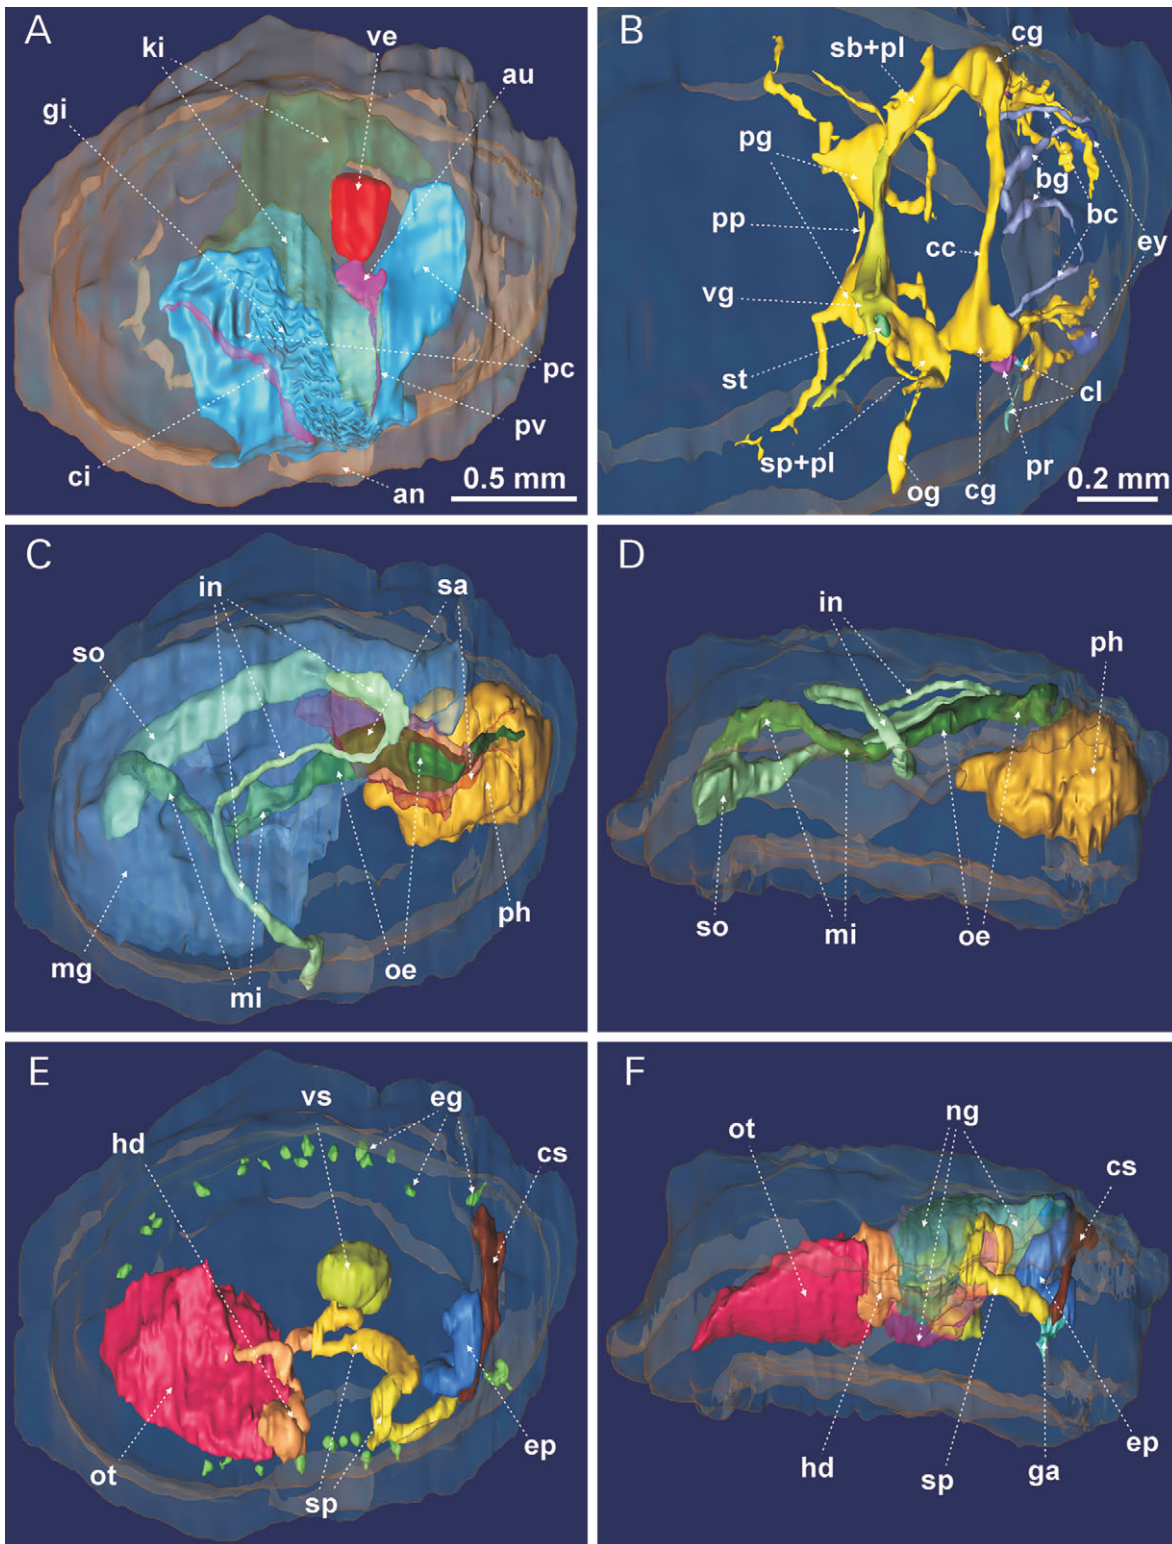 A
ki
ve
au
gi
pc
pv
ci
an
0.5 mm
B
sb+pl
cg
pg
bg
bc
pp
cc
ey
vg
st
cl
sp+pl
og
cg
pr
0.2 mm
C
in
sa
so
ph
mg
mi
oe
D
in
ph
so
mi
oe
E
vs
eg
hd
cs
ot
sp
ep
F
ng
ot
cs
hd
sp
ga
ep